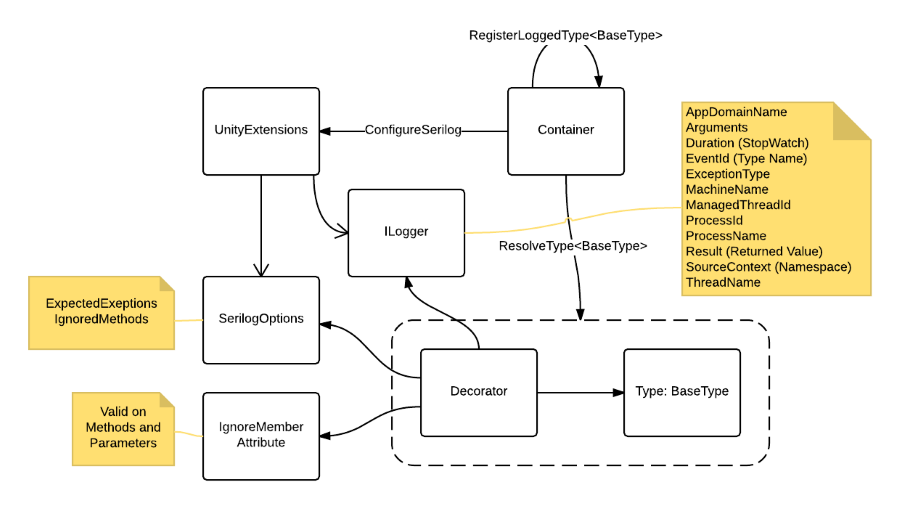 RegisterLoggedType<BaseType>
UnityExtensions
ConfigureSerilog
Container
AppDomainName
Arguments
Duration (StopWatch)
EventId (Type Name)
ExceptionType
MachineName
ManagedThreadId
ProcessId
ProcessName
Result (Returned Value)
SourceContext (Namespace)
ThreadName
ILogger
ResolveType<BaseType>
ExpectedExeptions
IgnoredMethods
SerilogOptions
Decorator
Type: BaseType
Valid on
Methods and
Parameters
IgnoreMember
Attribute